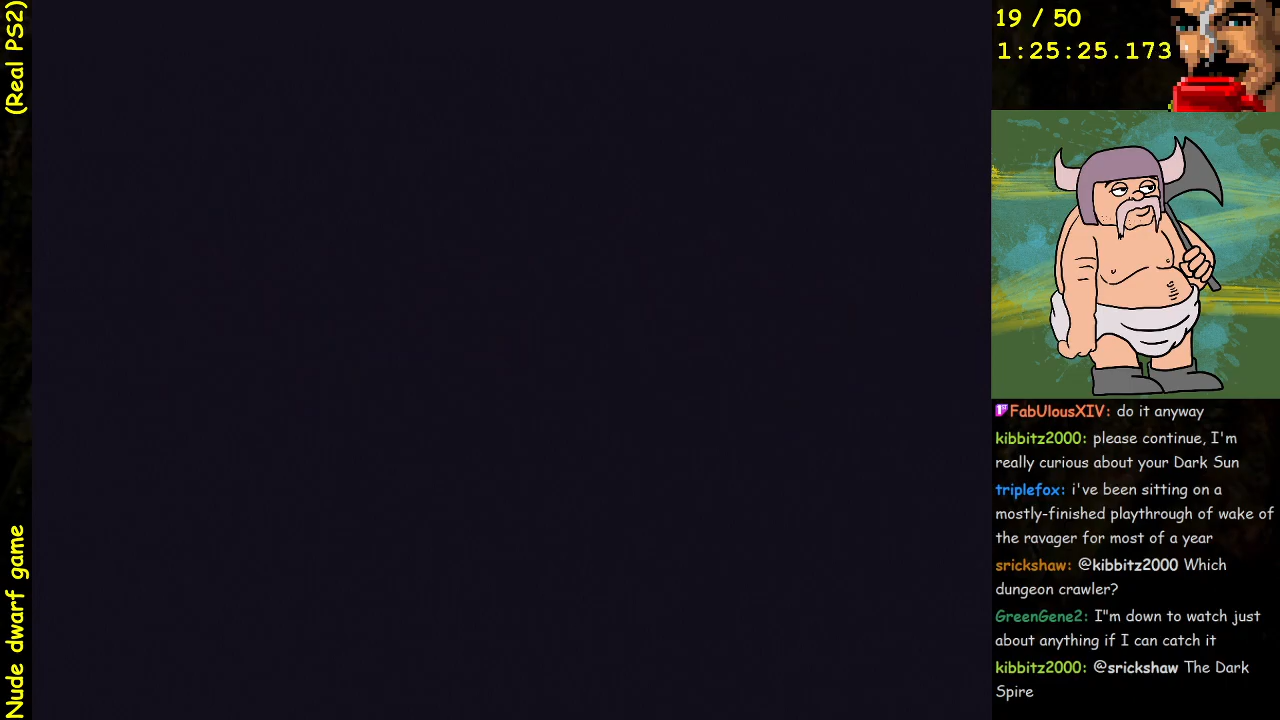 (Real PS2)
Nude dwarf game
19 / 50
1:25:25.173
FabUlousXIV: do it anyway
kibbitz2000: please continue, I'm
really curious about your Dark Sun
triplefox: i've been sitting on a
mostly-finished playthrough of wake of
the ravager for most of a year
srickshaw: @kibbitz2000 Which
dungeon crawler?
GreenGene2: I"m down to watch just
about anything if I can catch it
kibbitz2000: @srickshaw The Dark
Spire